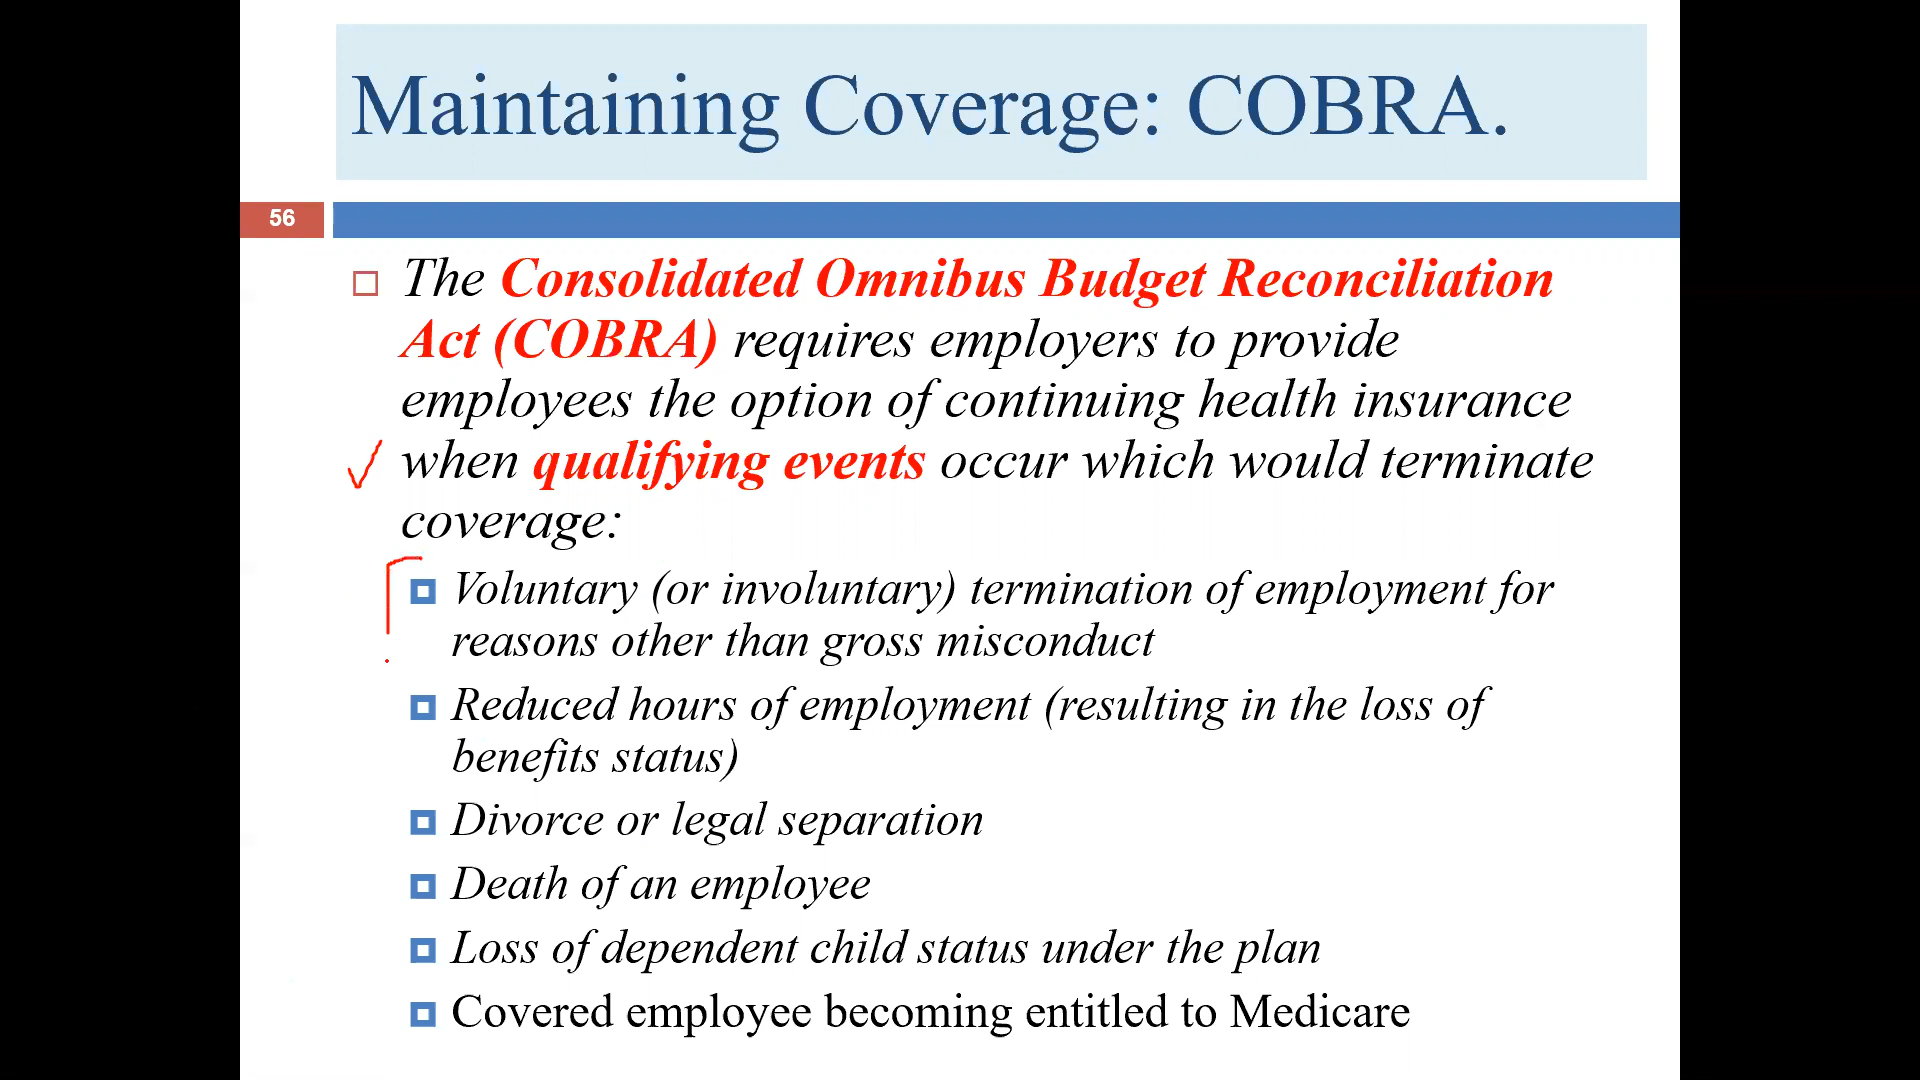 Maintaining Coverage: COBRA.
56
The Consolidated Omnibus Budget Reconciliation
Act (COBRA) requires employers to provide
employees the option of continuing health insurance
when qualifying events occur which would terminate
coverage:
Voluntary (or involuntary) termination of employment for
reasons other than gross misconduct
Reduced hours of employment (resulting in the loss of
benefits status)
Divorce or legal separation
Death of an employee
Loss of dependent child status under the plan
Covered employee becoming entitled to Medicare